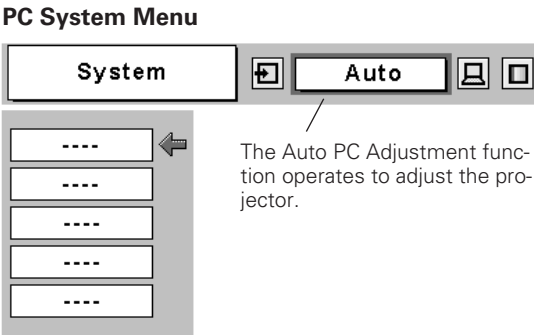 PC System Menu
System Auto
The Auto PC Adjustment func-
tion operates to adjust the pro-
jector.
----
----
----
----
----